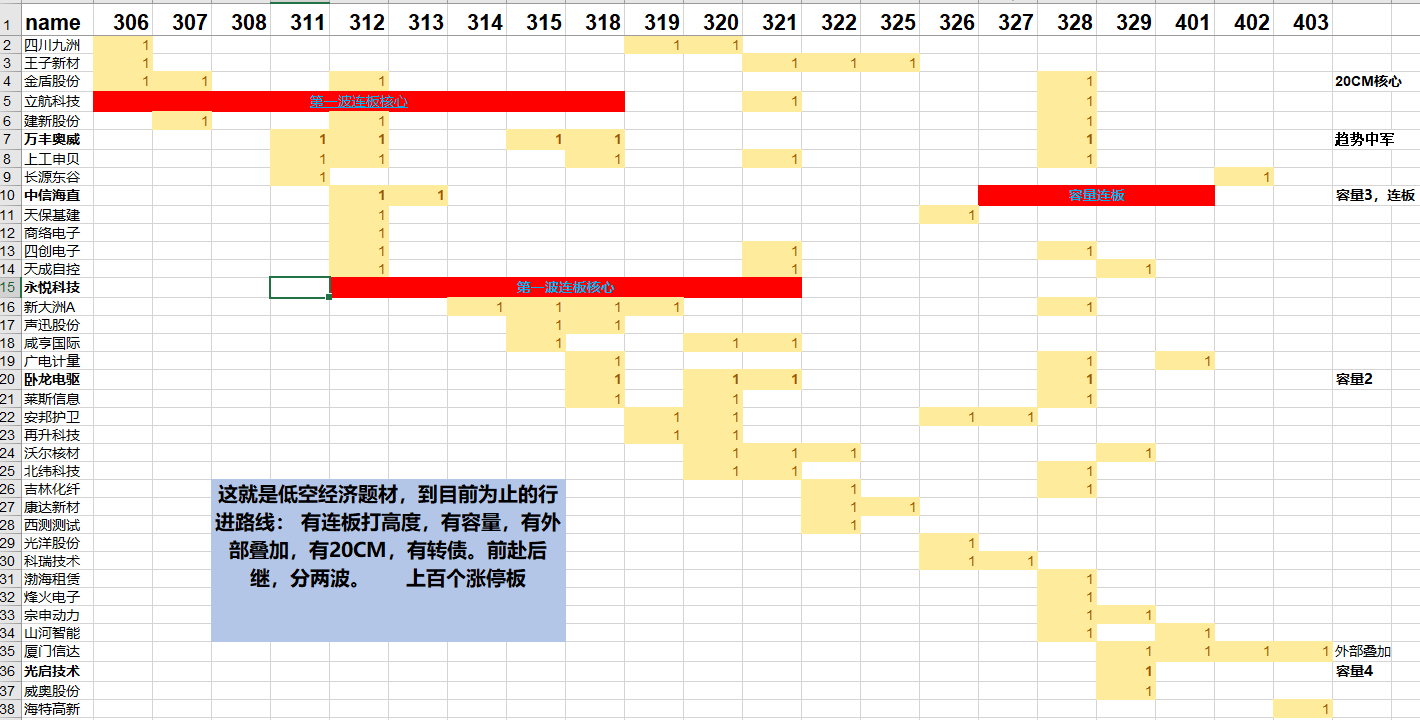 1 name 306 307 308 311 312 313 314 315 318 319 320 321 322 325 326 327 328 329 401 402 403
2 四川九洲 1 1 1
3 王子新材 1 1 1 1
4 金盾股份 1 1 1 1 20CM核心
5 立航科技 第一波连板核心 1 1
6 建新股份 1 1 1
7 万丰奥威 1 1 1 1 1 趋势中军
8 上工申贝 1 1 1 1 1
9 长源东谷 1 1
10 中信海直 1 1 容量连板 容量3，连板
11 天保基建 1 1
12 商络电子 1
13 四创电子 1 1 1
14 天成自控 1 1 1
15 永悦科技 第一波连板核心
16 新大洲A 1 1 1 1 1
17 声迅股份 1 1
18 咸亨国际 1 1 1
19 广电计量 1 1 1
20 卧龙电驱 1 1 1 1 容量2
21 莱斯信息 1 1 1
22 安邦护卫 1 1 1 1
23 再升科技 1 1
24 沃尔核材 1 1 1 1
25 北纬科技 1 1 1
26 吉林化纤 1 1
27 康达新材 1 1
28 西测测试 1
29 光洋股份 1
30 科瑞技术 1 1
31 渤海租赁 1
32 烽火电子 1
33 宗申动力 1 1
34 山河智能 1 1
35 厦门信达 1 1 1 1 外部叠加
36 光启技术 1 容量4
37 威奥股份 1
38 海特高新 1
这就是低空经济题材，到目前为止的行
进路线： 有连板打高度，有容量，有外
部叠加，有20CM，有转债。前赴后
继，分两波。 上百个涨停板